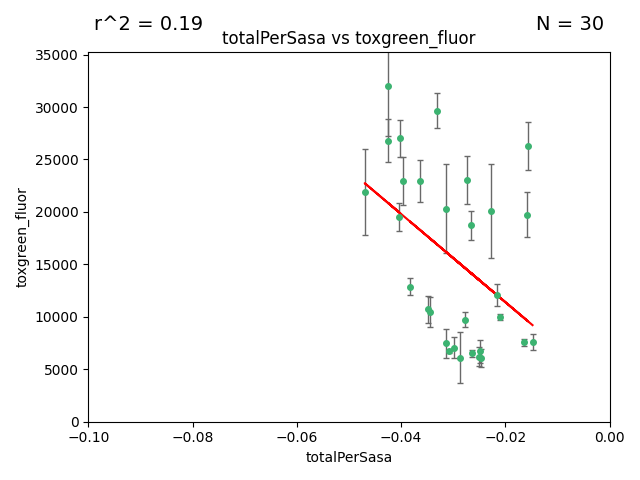 r^2 = 0.19
N = 30
totalPerSasa vs toxgreen_fluor
35000
30000
25000
20000
15000
10000
5000
0
toxgreen_fluor
−0.10
−0.08
−0.06
−0.04
−0.02
0.00
totalPerSasa